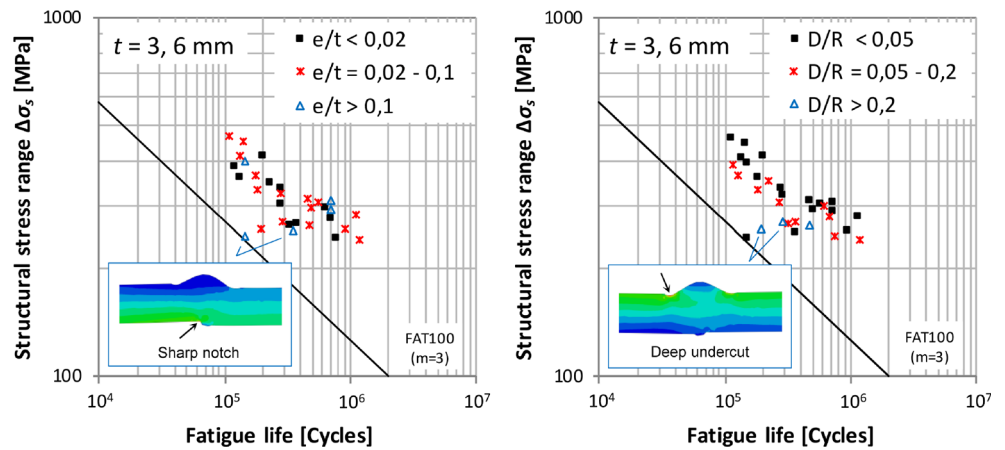 1000
t = 3, 6 mm
e/t < 0,02
e/t = 0,02 - 0,1
e/t > 0,1
Structural stress range Δσs [MPa]
Sharp notch
FAT100
(m=3)
100
10⁴ 10⁵ 10⁶ 10⁷
Fatigue life [Cycles]
1000
t = 3, 6 mm
D/R < 0,05
D/R = 0,05 - 0,2
D/R > 0,2
Structural stress range Δσs [MPa]
Deep undercut
FAT100
(m=3)
100
10⁴ 10⁵ 10⁶ 10⁷
Fatigue life [Cycles]